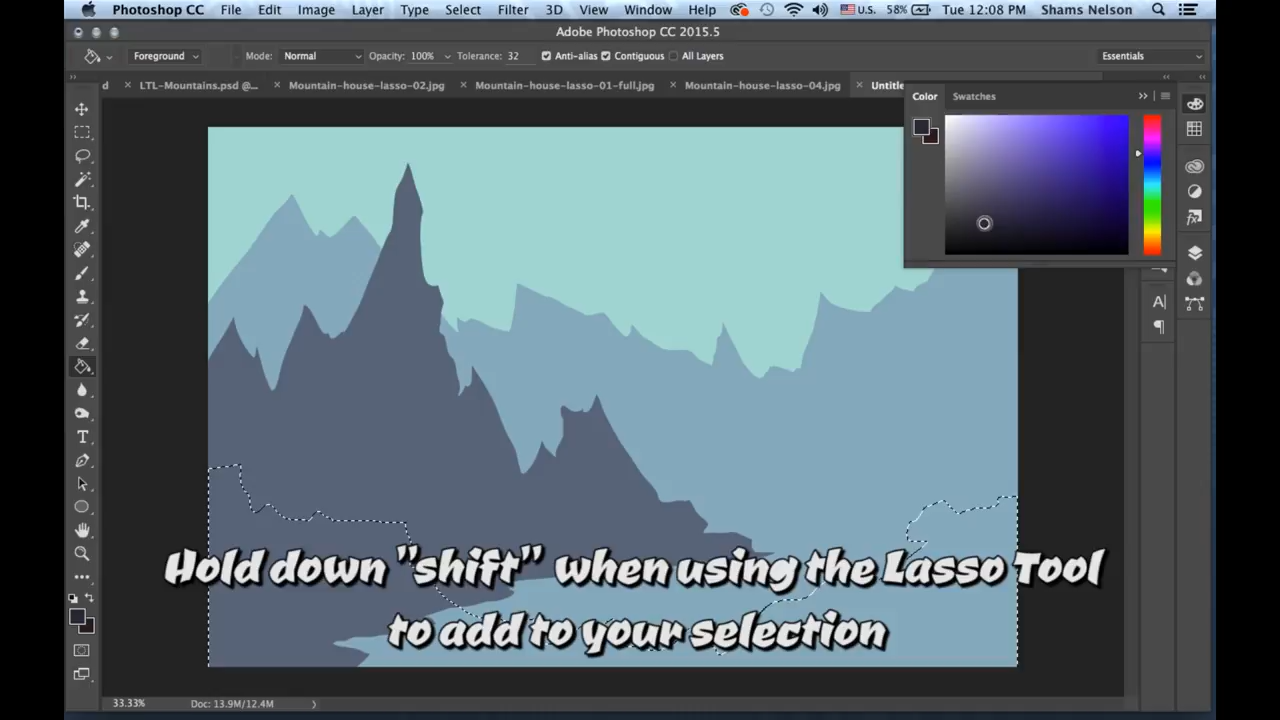 Photoshop CC File Edit Image Layer Type Select Filter 3D View Window Help U.S. 58% Tue 12:08 PM Shams Nelson
Adobe Photoshop CC 2015.5
Foreground Mode: Normal Opacity: 100% Tolerance: 32 Anti-alias Contiguous All Layers Essentials
d × LTL-Mountains.psd @... × Mountain-house-lasso-02.jpg × Mountain-house-lasso-01-full.jpg × Mountain-house-lasso-04.jpg × Untitle
Color Swatches
Hold down "shift" when using the Lasso Tool
to add to your selection
33.33% Doc: 13.9M/12.4M